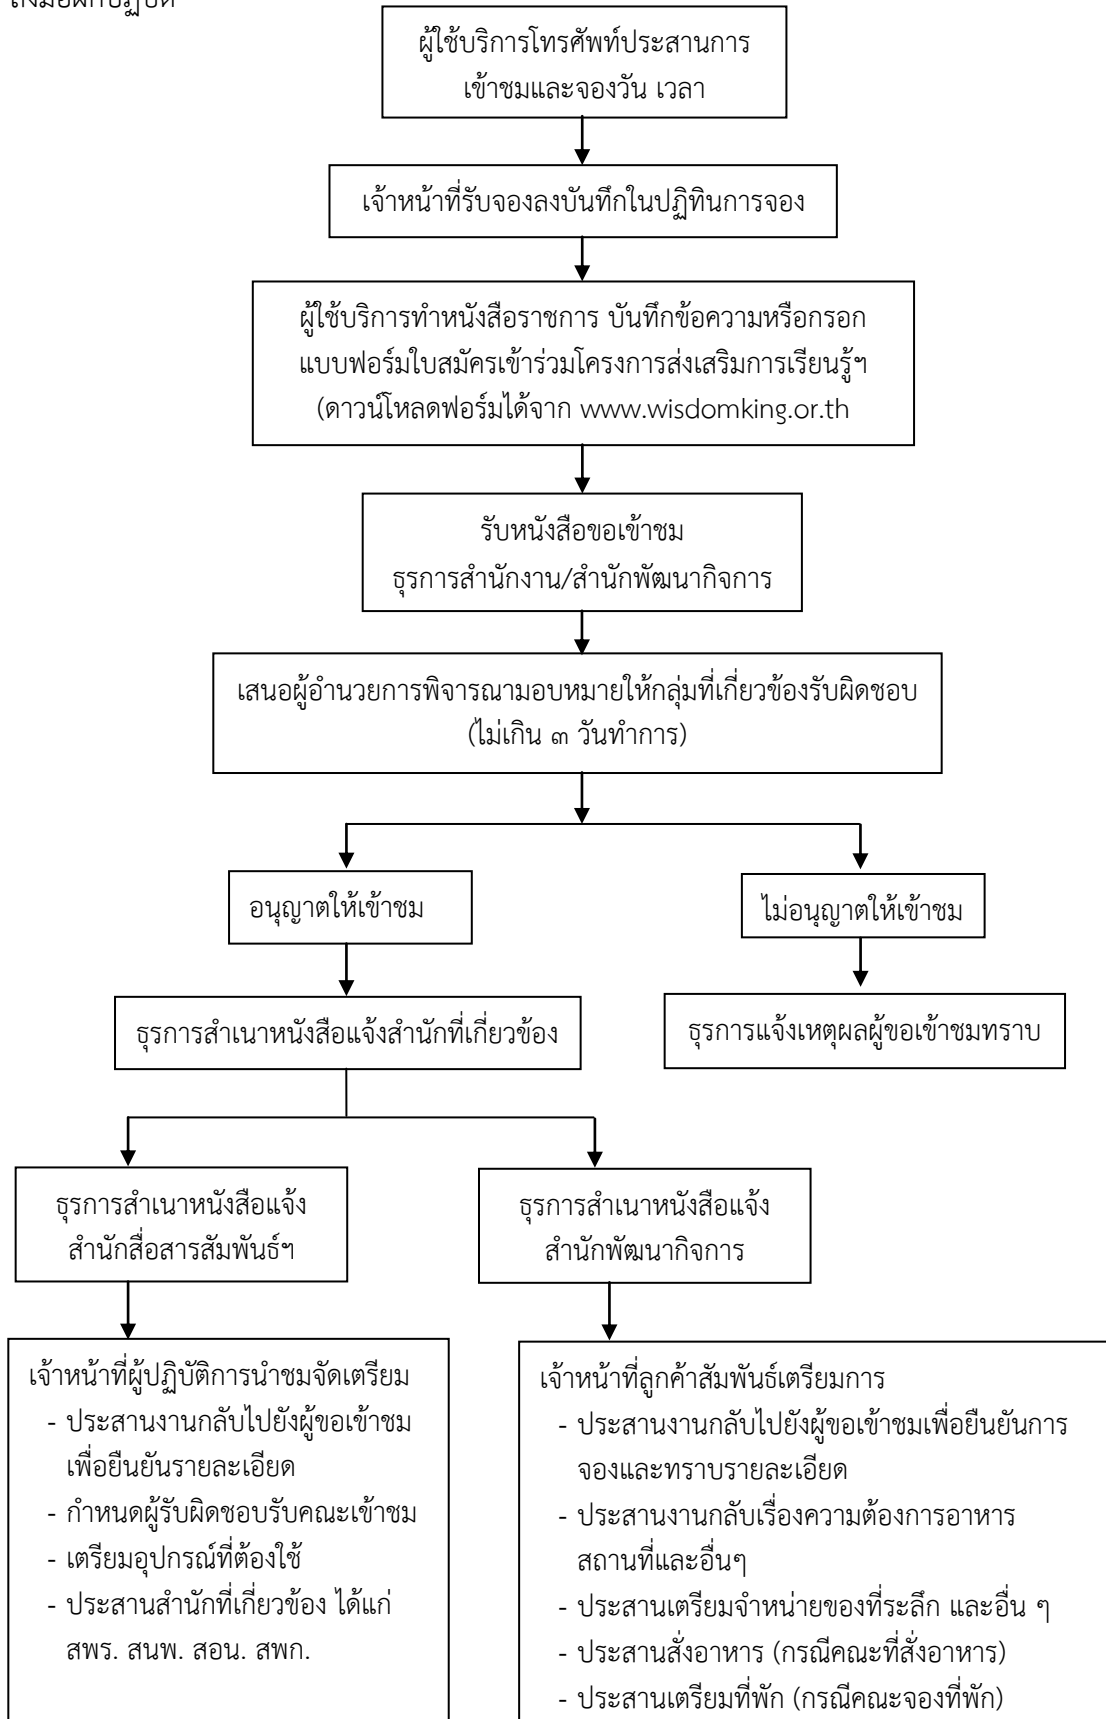 ลงมือฝึกปฏิบัติ
ผู้ใช้บริการโทรศัพท์ประสานการ
เข้าชมและจองวัน เวลา
เจ้าหน้าที่รับจองลงบันทึกในปฏิทินการจอง
ผู้ใช้บริการทำหนังสือราชการ บันทึกข้อความหรือกรอก
แบบฟอร์มใบสมัครเข้าร่วมโครงการส่งเสริมการเรียนรู้ฯ
(ดาวน์โหลดฟอร์มได้จาก www.wisdomking.or.th
รับหนังสือขอเข้าชม
ธุรการสำนักงาน/สำนักพัฒนากิจการ
เสนอผู้อำนวยการพิจารณามอบหมายให้กลุ่มที่เกี่ยวข้องรับผิดชอบ
(ไม่เกิน ๓ วันทำการ)
อนุญาตให้เข้าชม
ไม่อนุญาตให้เข้าชม
ธุรการสำเนาหนังสือแจ้งสำนักที่เกี่ยวข้อง
ธุรการแจ้งเหตุผลผู้ขอเข้าชมทราบ
ธุรการสำเนาหนังสือแจ้ง
สำนักสื่อสารสัมพันธ์ฯ
ธุรการสำเนาหนังสือแจ้ง
สำนักพัฒนากิจการ
เจ้าหน้าที่ผู้ปฏิบัติการนำชมจัดเตรียม
- ประสานงานกลับไปยังผู้ขอเข้าชม
เพื่อยืนยันรายละเอียด
- กำหนดผู้รับผิดชอบรับคณะเข้าชม
- เตรียมอุปกรณ์ที่ต้องใช้
- ประสานสำนักที่เกี่ยวข้อง ได้แก่
สพร. สนพ. สอน. สพก.
เจ้าหน้าที่ลูกค้าสัมพันธ์เตรียมการ
- ประสานงานกลับไปยังผู้ขอเข้าชมเพื่อยืนยันการ
จองและทราบรายละเอียด
- ประสานงานกลับเรื่องความต้องการอาหาร
สถานที่และอื่นๆ
- ประสานเตรียมจำหน่ายของที่ระลึก และอื่น ๆ
- ประสานสั่งอาหาร (กรณีคณะที่สั่งอาหาร)
- ประสานเตรียมที่พัก (กรณีคณะจองที่พัก)